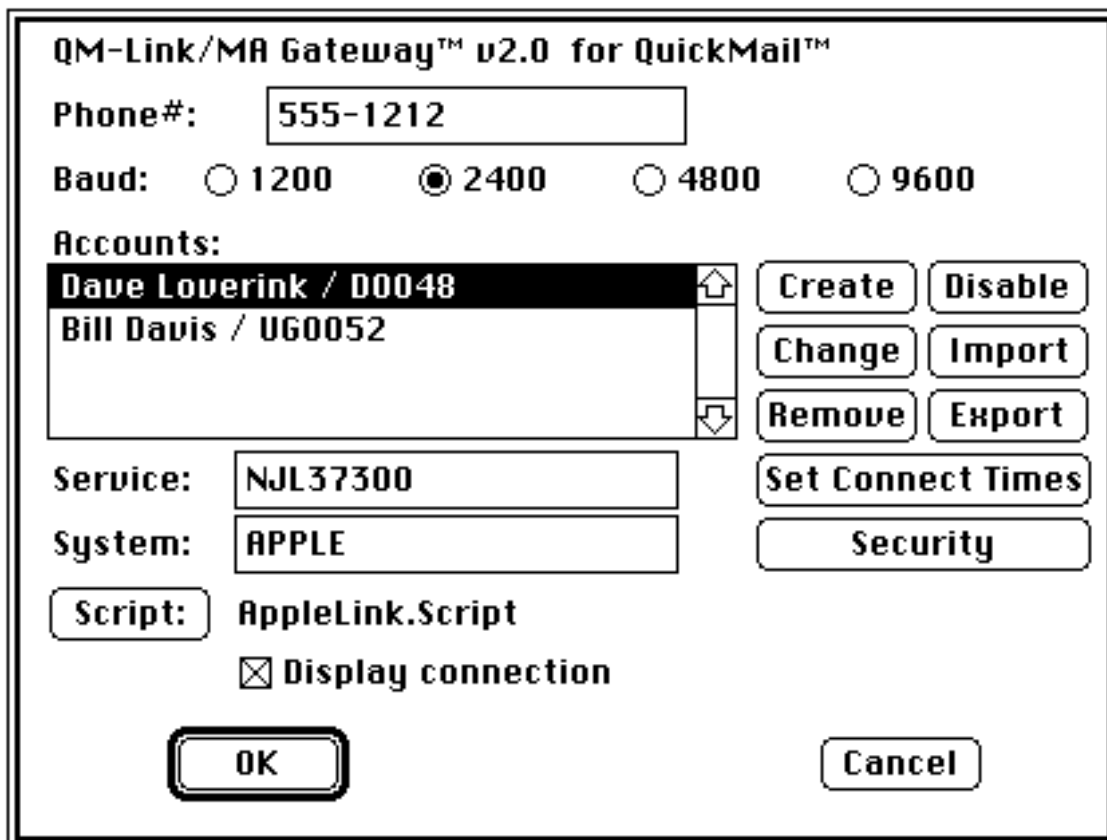 QM-Link/MA Gateway™ v2.0 for QuickMail™
Phone#: 555-1212
Baud: 1200 2400 4800 9600
Accounts:
Dave Loverink / D0048 Create Disable
Bill Davis / UG0052
Change Import
Remove Export
Service: NJL37300 Set Connect Times
System: APPLE Security
Script: AppleLink.Script
Display connection
OK Cancel